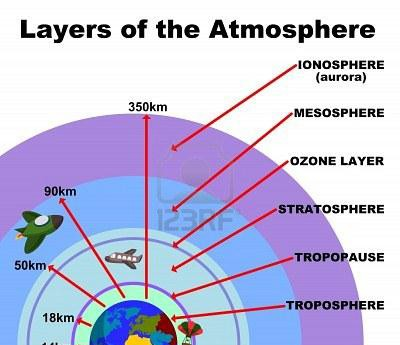 Layers of the Atmosphere
IONOSPHERE
(aurora)
350km
MESOSPHERE
OZONE LAYER
90km
123RF
STRATOSPHERE
TROPOPAUSE
50km
TROPOSPHERE
18km